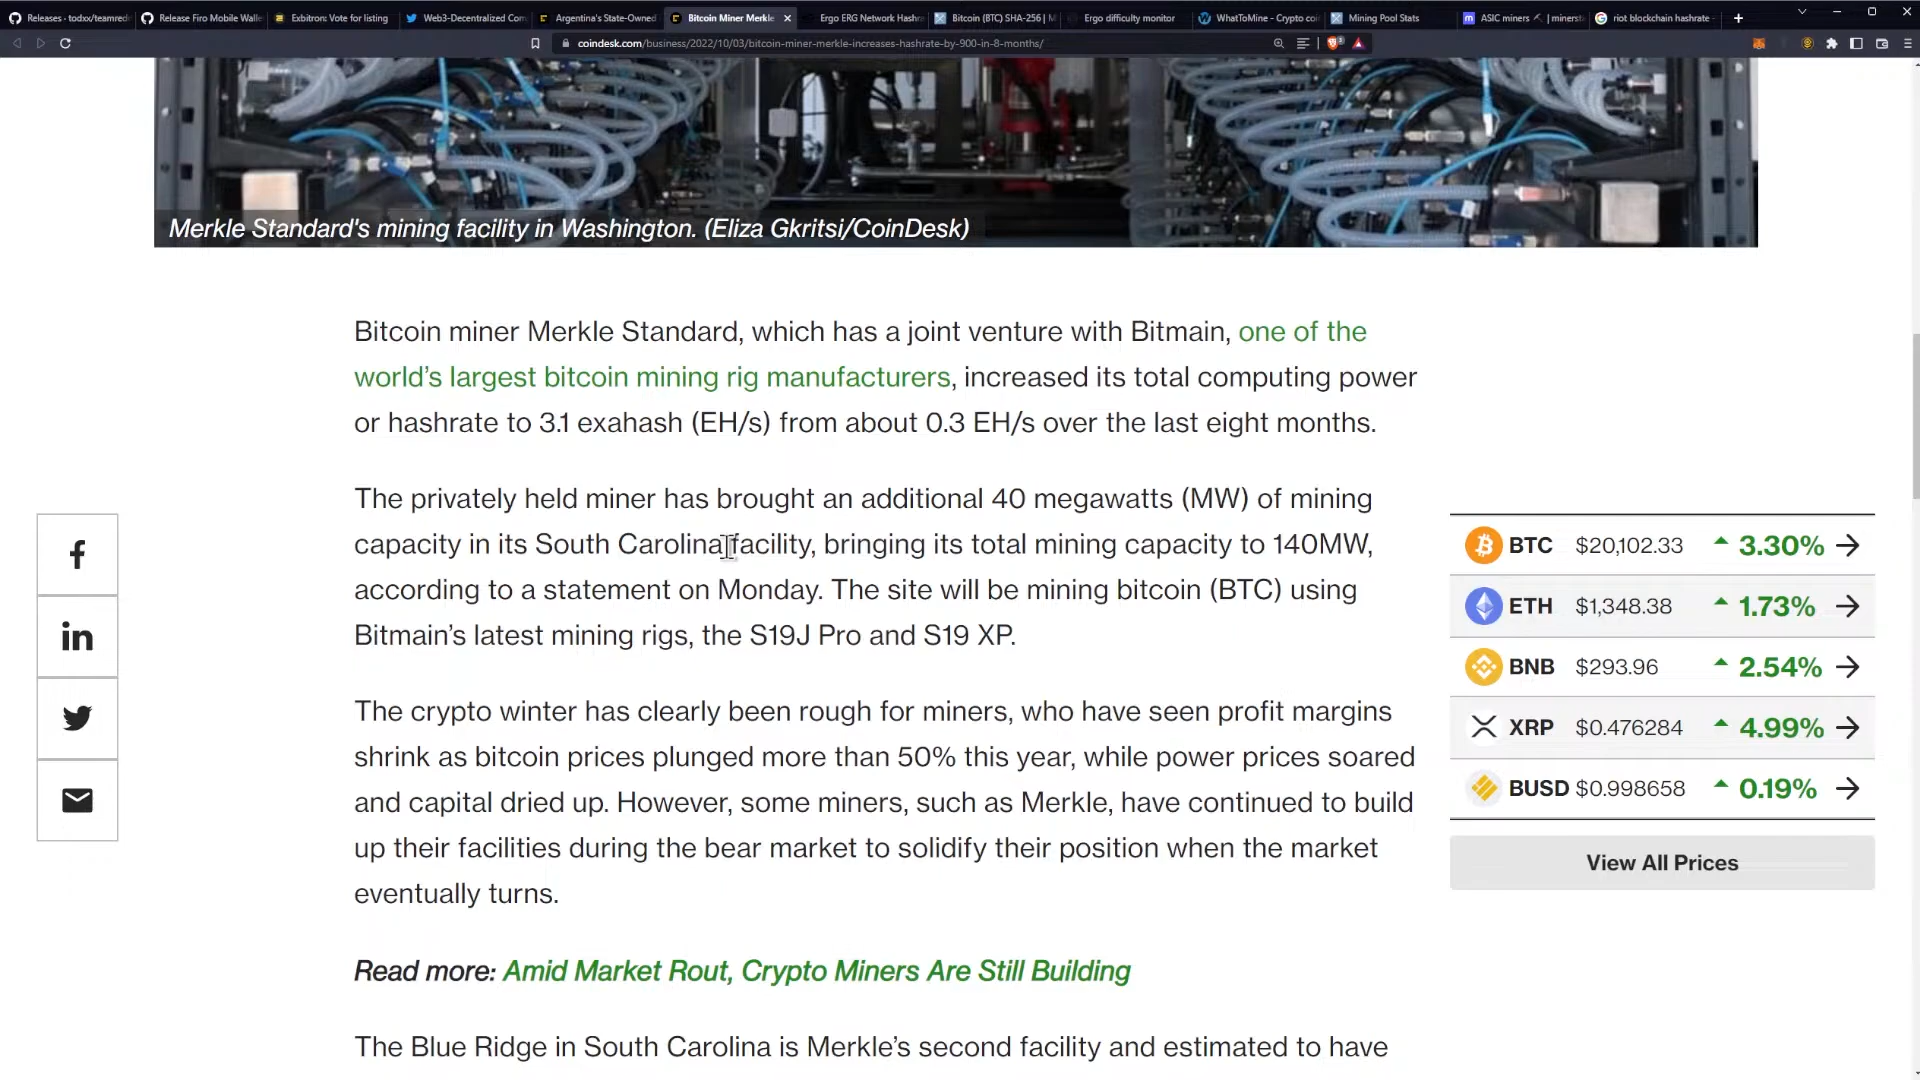 Releases · todxx/teamred
Release Firo Mobile Walle
Exbitron: Vote for listing
Web3-Decentralized Com
Argentina's State-Owned
Bitcoin Miner Merkle
Ergo ERG Network Hashra
Bitcoin (BTC) SHA-256 | M
Ergo difficulty monitor
WhatToMine - Crypto coi
Mining Pool Stats
ASIC miners ⛏ | minerst
riot blockchain hashrate
coindesk.com/business/2022/10/03/bitcoin-miner-merkle-increases-hashrate-by-900-in-8-months/
Merkle Standard's mining facility in Washington. (Eliza Gkritsi/CoinDesk)
Bitcoin miner Merkle Standard, which has a joint venture with Bitmain, one of the
world's largest bitcoin mining rig manufacturers, increased its total computing power
or hashrate to 3.1 exahash (EH/s) from about 0.3 EH/s over the last eight months.
The privately held miner has brought an additional 40 megawatts (MW) of mining
capacity in its South Carolina facility, bringing its total mining capacity to 140MW,
according to a statement on Monday. The site will be mining bitcoin (BTC) using
Bitmain's latest mining rigs, the S19J Pro and S19 XP.
The crypto winter has clearly been rough for miners, who have seen profit margins
shrink as bitcoin prices plunged more than 50% this year, while power prices soared
and capital dried up. However, some miners, such as Merkle, have continued to build
up their facilities during the bear market to solidify their position when the market
eventually turns.
Read more: Amid Market Rout, Crypto Miners Are Still Building
The Blue Ridge in South Carolina is Merkle's second facility and estimated to have
BTC $20,102.33 3.30%
ETH $1,348.38 1.73%
BNB $293.96 2.54%
XRP $0.476284 4.99%
BUSD $0.998658 0.19%
View All Prices